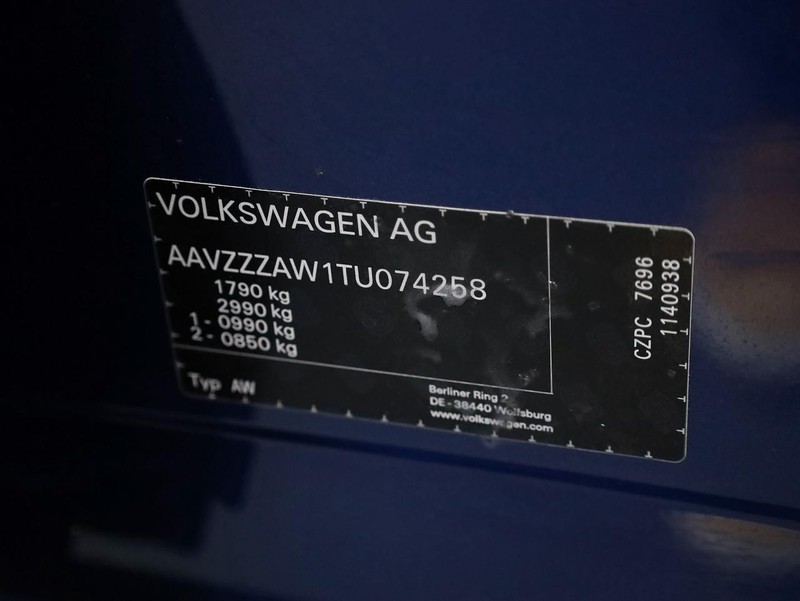 VOLKSWAGEN AG
AAVZZZAW1TU074258
1790 kg
2990 kg
1 - 0990 kg
2 - 0850 kg
Typ AW
Berliner Ring 2
DE - 38440 Wolfsburg
www.volkswagen.com
CZPC 7696
1140938